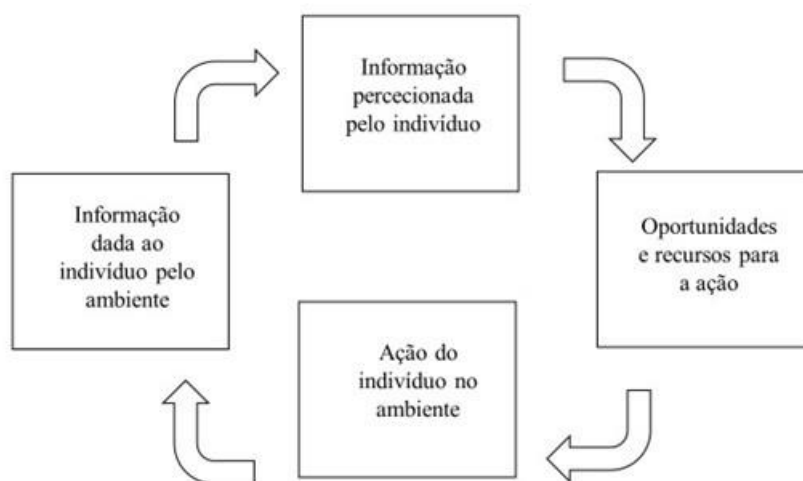 Informação
percecionada
pelo indivíduo
Oportunidades
e recursos para
a ação
Ação do
indivíduo no
ambiente
Informação
dada ao
indivíduo pelo
ambiente